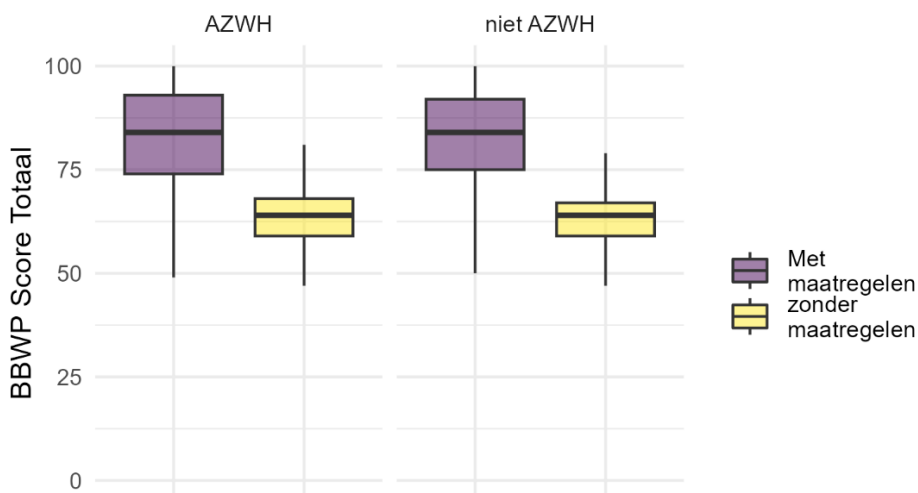 AZWH
niet AZWH
100
75
50
25
0
BBWP Score Totaal
Met
maatregelen
zonder
maatregelen